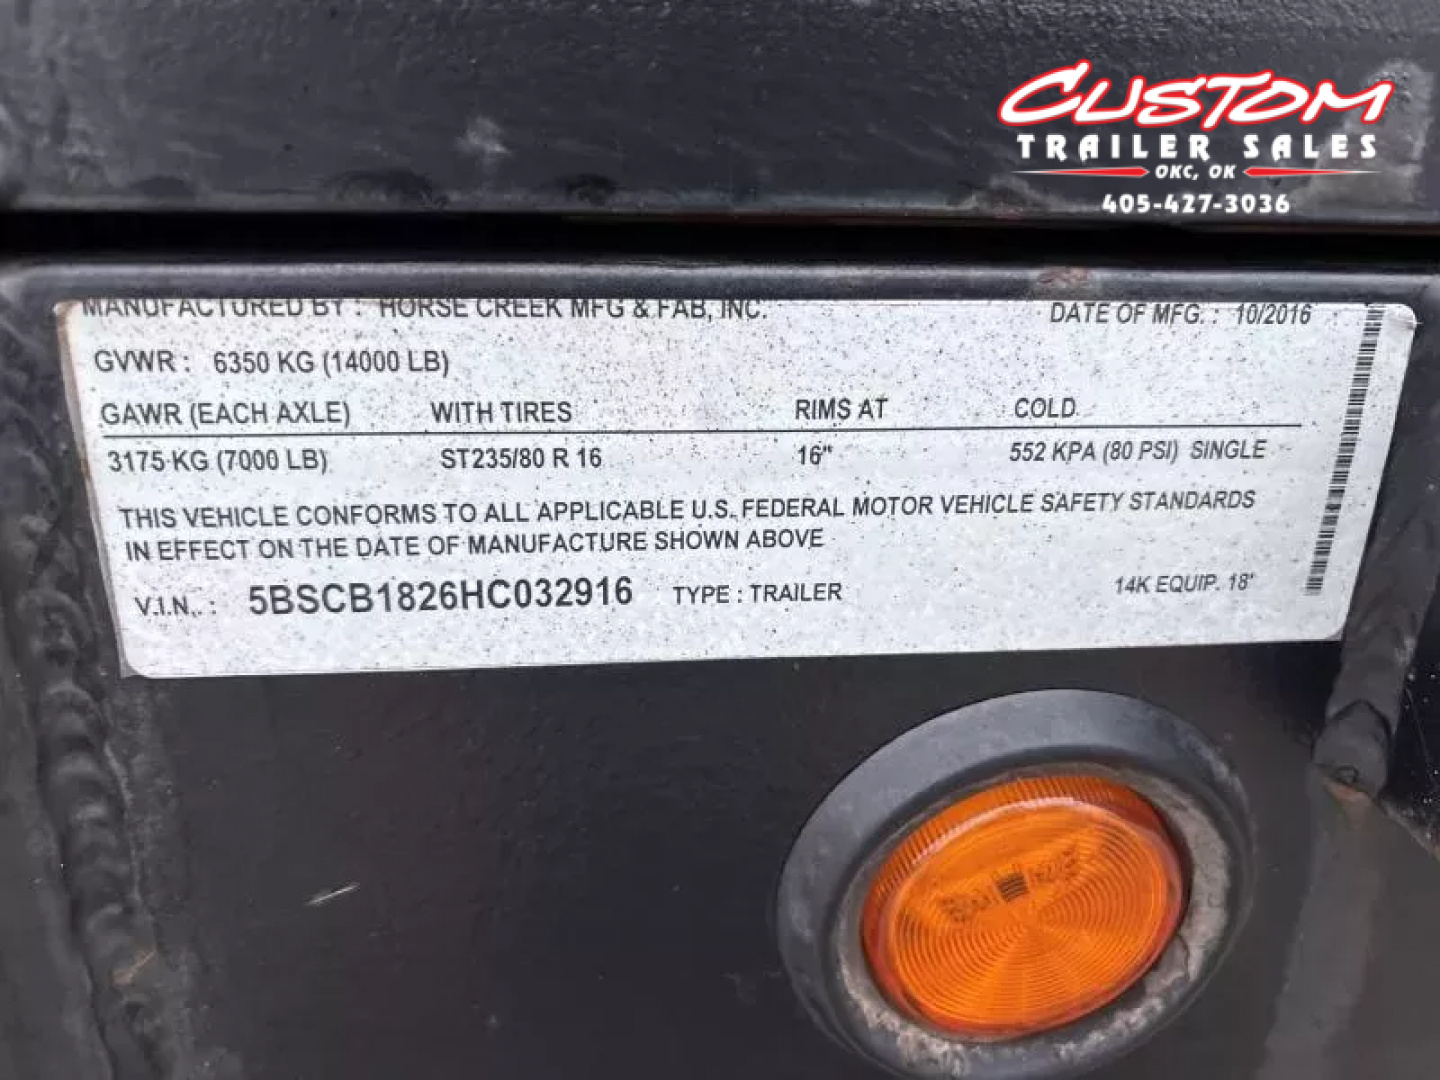 CUSTOM
TRAILER SALES
OKC, OK
405-427-3036
MANUFACTURED BY : HORSE CREEK MFG & FAB, INC. DATE OF MFG. : 10/2016
GVWR : 6350 KG (14000 LB)
GAWR (EACH AXLE) WITH TIRES RIMS AT COLD
3175 KG (7000 LB) ST235/80 R 16 16" 552 KPA (80 PSI) SINGLE
THIS VEHICLE CONFORMS TO ALL APPLICABLE U.S. FEDERAL MOTOR VEHICLE SAFETY STANDARDS
IN EFFECT ON THE DATE OF MANUFACTURE SHOWN ABOVE
V.I.N. : 5BSCB1826HC032916 TYPE : TRAILER 14K EQUIP. 18'